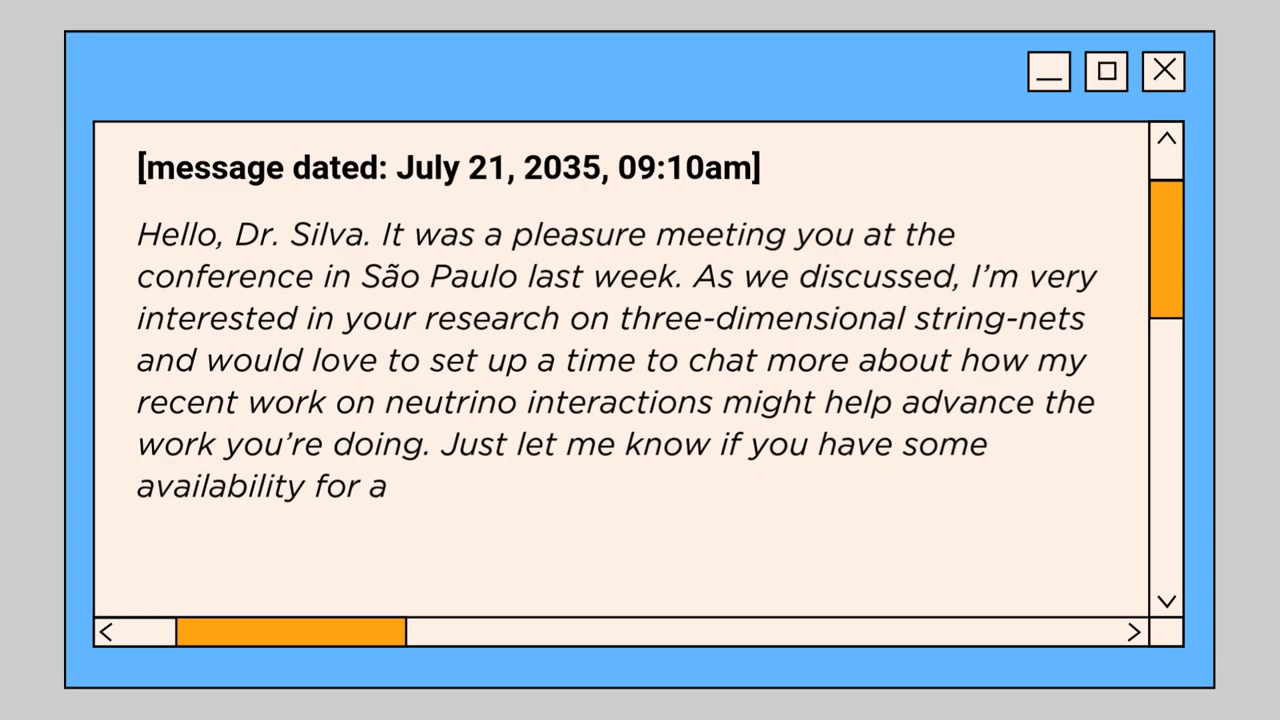 [message dated: July 21, 2035, 09:10am]
Hello, Dr. Silva. It was a pleasure meeting you at the
conference in São Paulo last week. As we discussed, I’m very
interested in your research on three-dimensional string-nets
and would love to set up a time to chat more about how my
recent work on neutrino interactions might help advance the
work you’re doing. Just let me know if you have some
availability for a